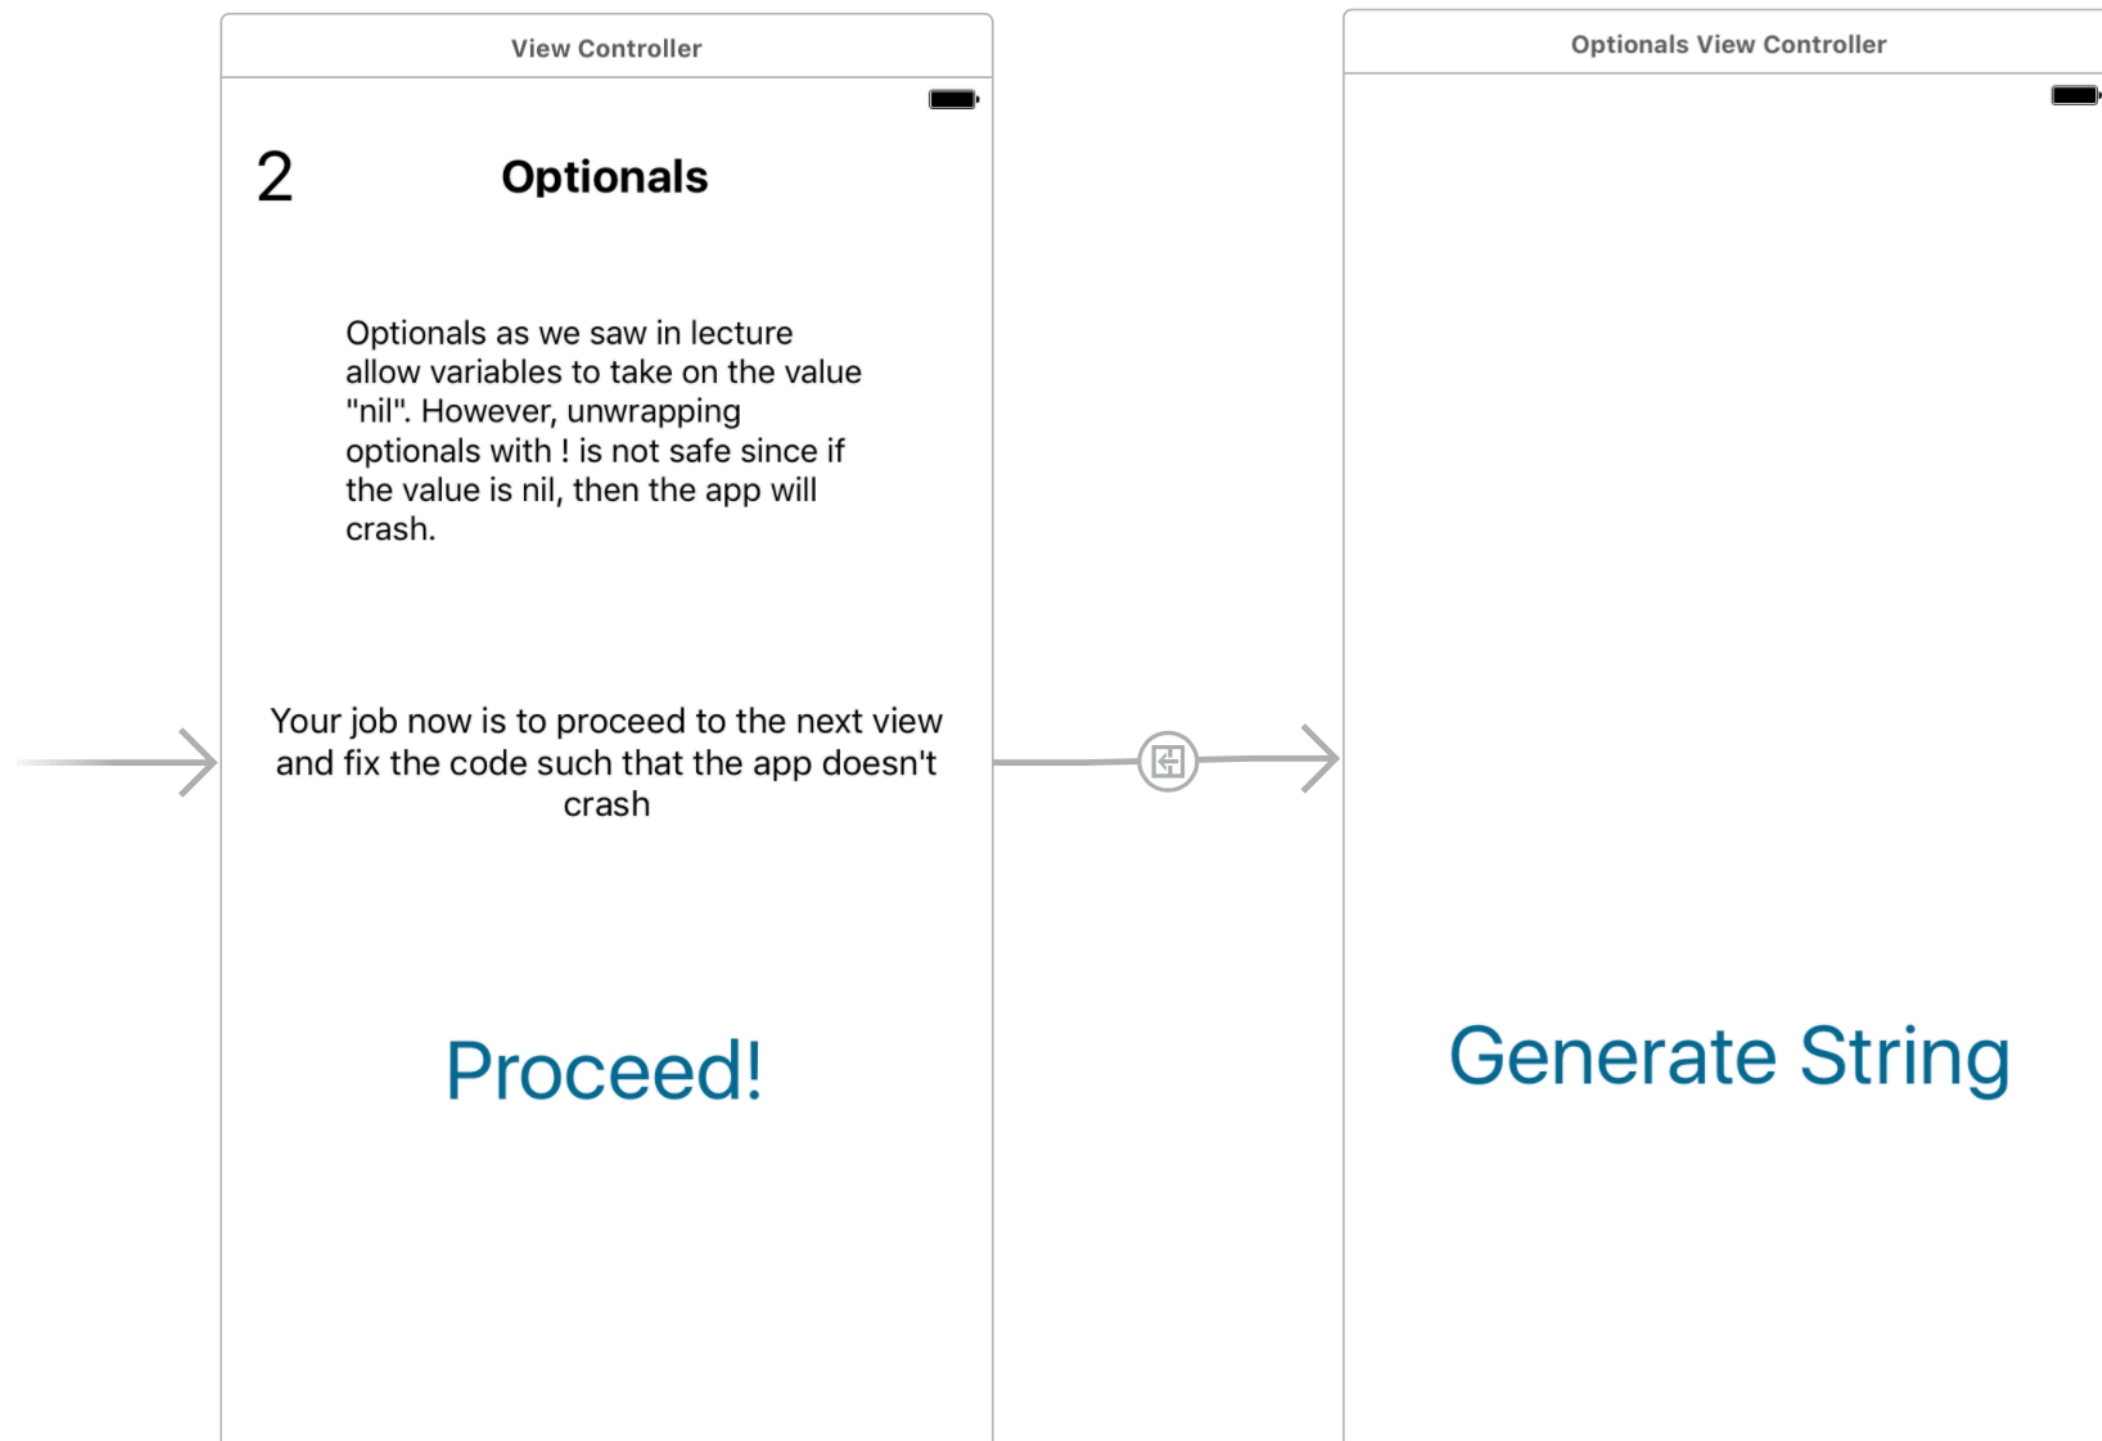 View Controller
2
Optionals
Optionals as we saw in lecture
allow variables to take on the value
"nil". However, unwrapping
optionals with ! is not safe since if
the value is nil, then the app will
crash.
Your job now is to proceed to the next view
and fix the code such that the app doesn't
crash
Proceed!
Optionals View Controller
Generate String